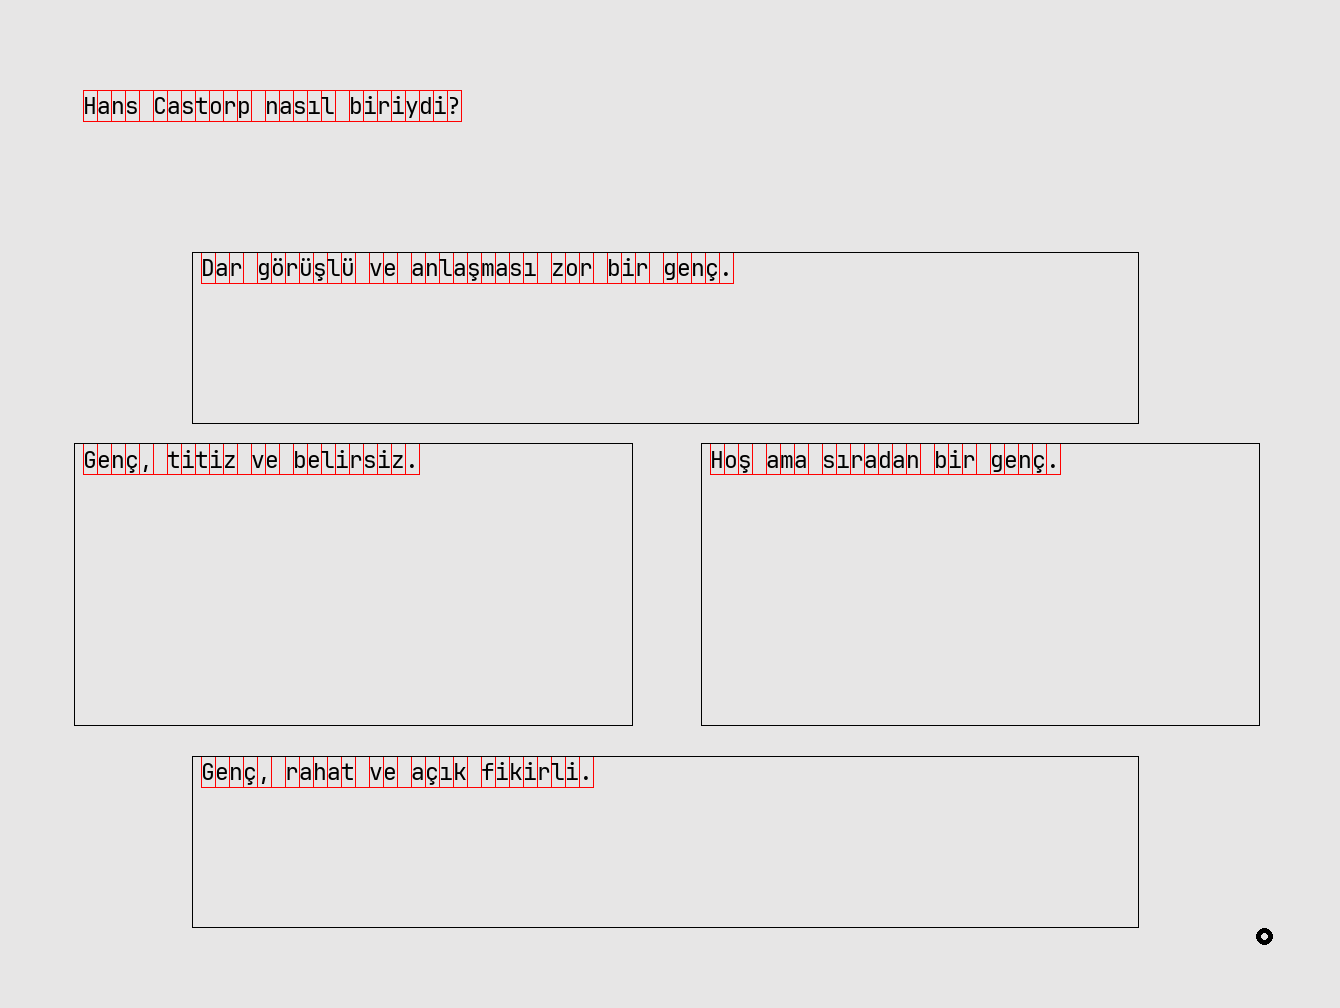 Hans Castorp nasıl biriydi?
Dar görüşlü ve anlaşması zor bir genç.
Genç, titiz ve belirsiz.
Hoş ama sıradan bir genç.
Genç, rahat ve açık fikirli.